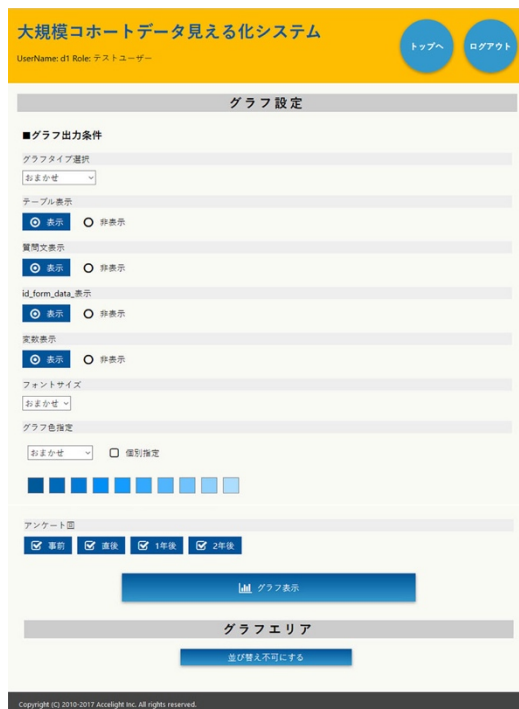 大規模コホートデータ見える化システム
UserName: d1 Role: テストユーザー
トップへ
ログアウト
グラフ設定
■グラフ出力条件
グラフタイプ選択
おまかせ
テーブル表示
表示 非表示
質問文表示
表示 非表示
id_form_data_表示
表示 非表示
変数表示
表示 非表示
フォントサイズ
おまかせ
グラフ色指定
おまかせ 個別指定
アンケート回
事前 直後 1年後 2年後
グラフ表示
グラフエリア
並び替え不可にする
Copyright (C) 2010-2017 Accelight Inc. All rights reserved.